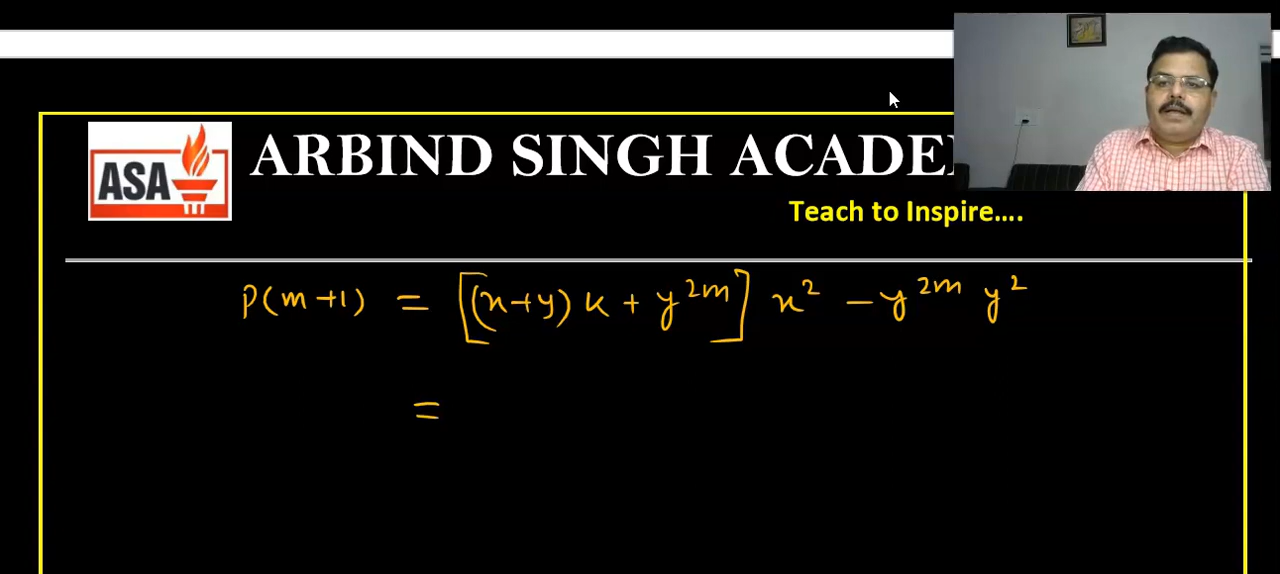 ASA ARBIND SINGH ACADE
Teach to Inspire....
P(m+1) = [(x+y) k + y^{2m}] x^2 - y^{2m} y^2
=